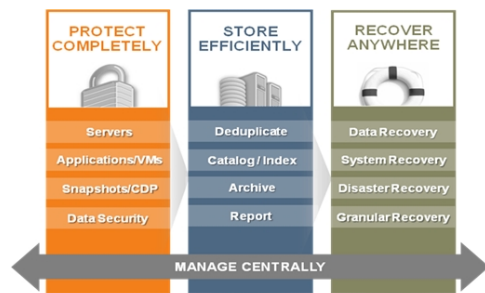 PROTECT
COMPLETELY
Servers
Applications/VMs
Snapshots/CDP
Data Security
STORE
EFFICIENTLY
Deduplicate
Catalog / Index
Archive
Report
RECOVER
ANYWHERE
Data Recovery
System Recovery
Disaster Recovery
Granular Recovery
MANAGE CENTRALLY